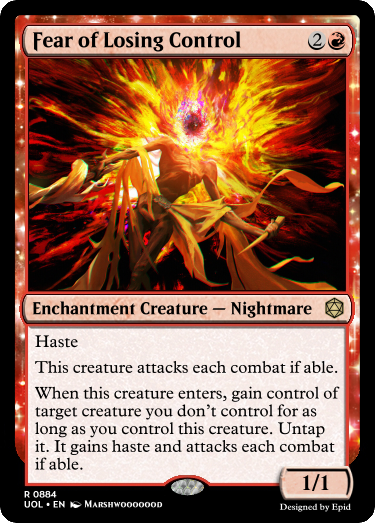 Fear of Losing Control 2
Enchantment Creature — Nightmare
Haste
This creature attacks each combat if able.
When this creature enters, gain control of
target creature you don't control for as
long as you control this creature. Untap
it. It gains haste and attacks each combat
if able.
1/1
R 0884
UOL • EN Marshwooooood
Designed by Epid